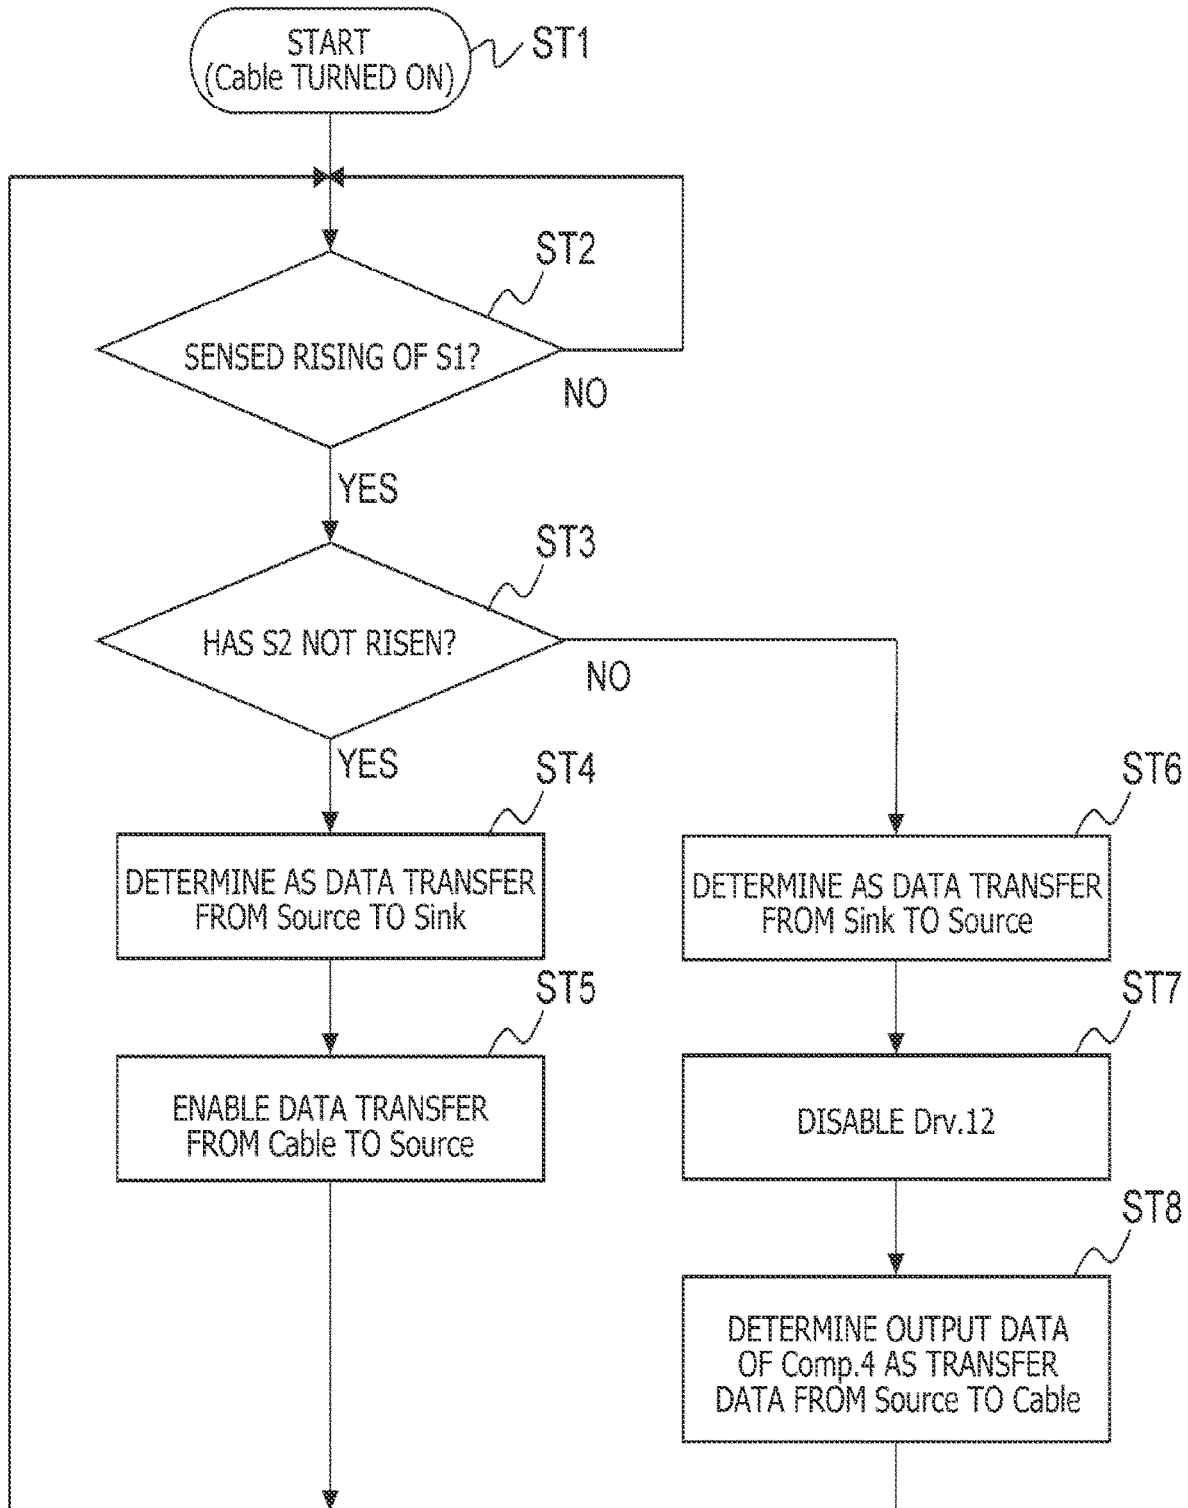 START
(Cable TURNED ON)
ST1
ST2
SENSED RISING OF S1?
NO
YES
ST3
HAS S2 NOT RISEN?
NO
YES
ST4
DETERMINE AS DATA TRANSFER
FROM Source TO Sink
ST6
DETERMINE AS DATA TRANSFER
FROM Sink TO Source
ST5
ENABLE DATA TRANSFER
FROM Cable TO Source
ST7
DISABLE Drv.12
ST8
DETERMINE OUTPUT DATA
OF Comp.4 AS TRANSFER
DATA FROM Source TO Cable